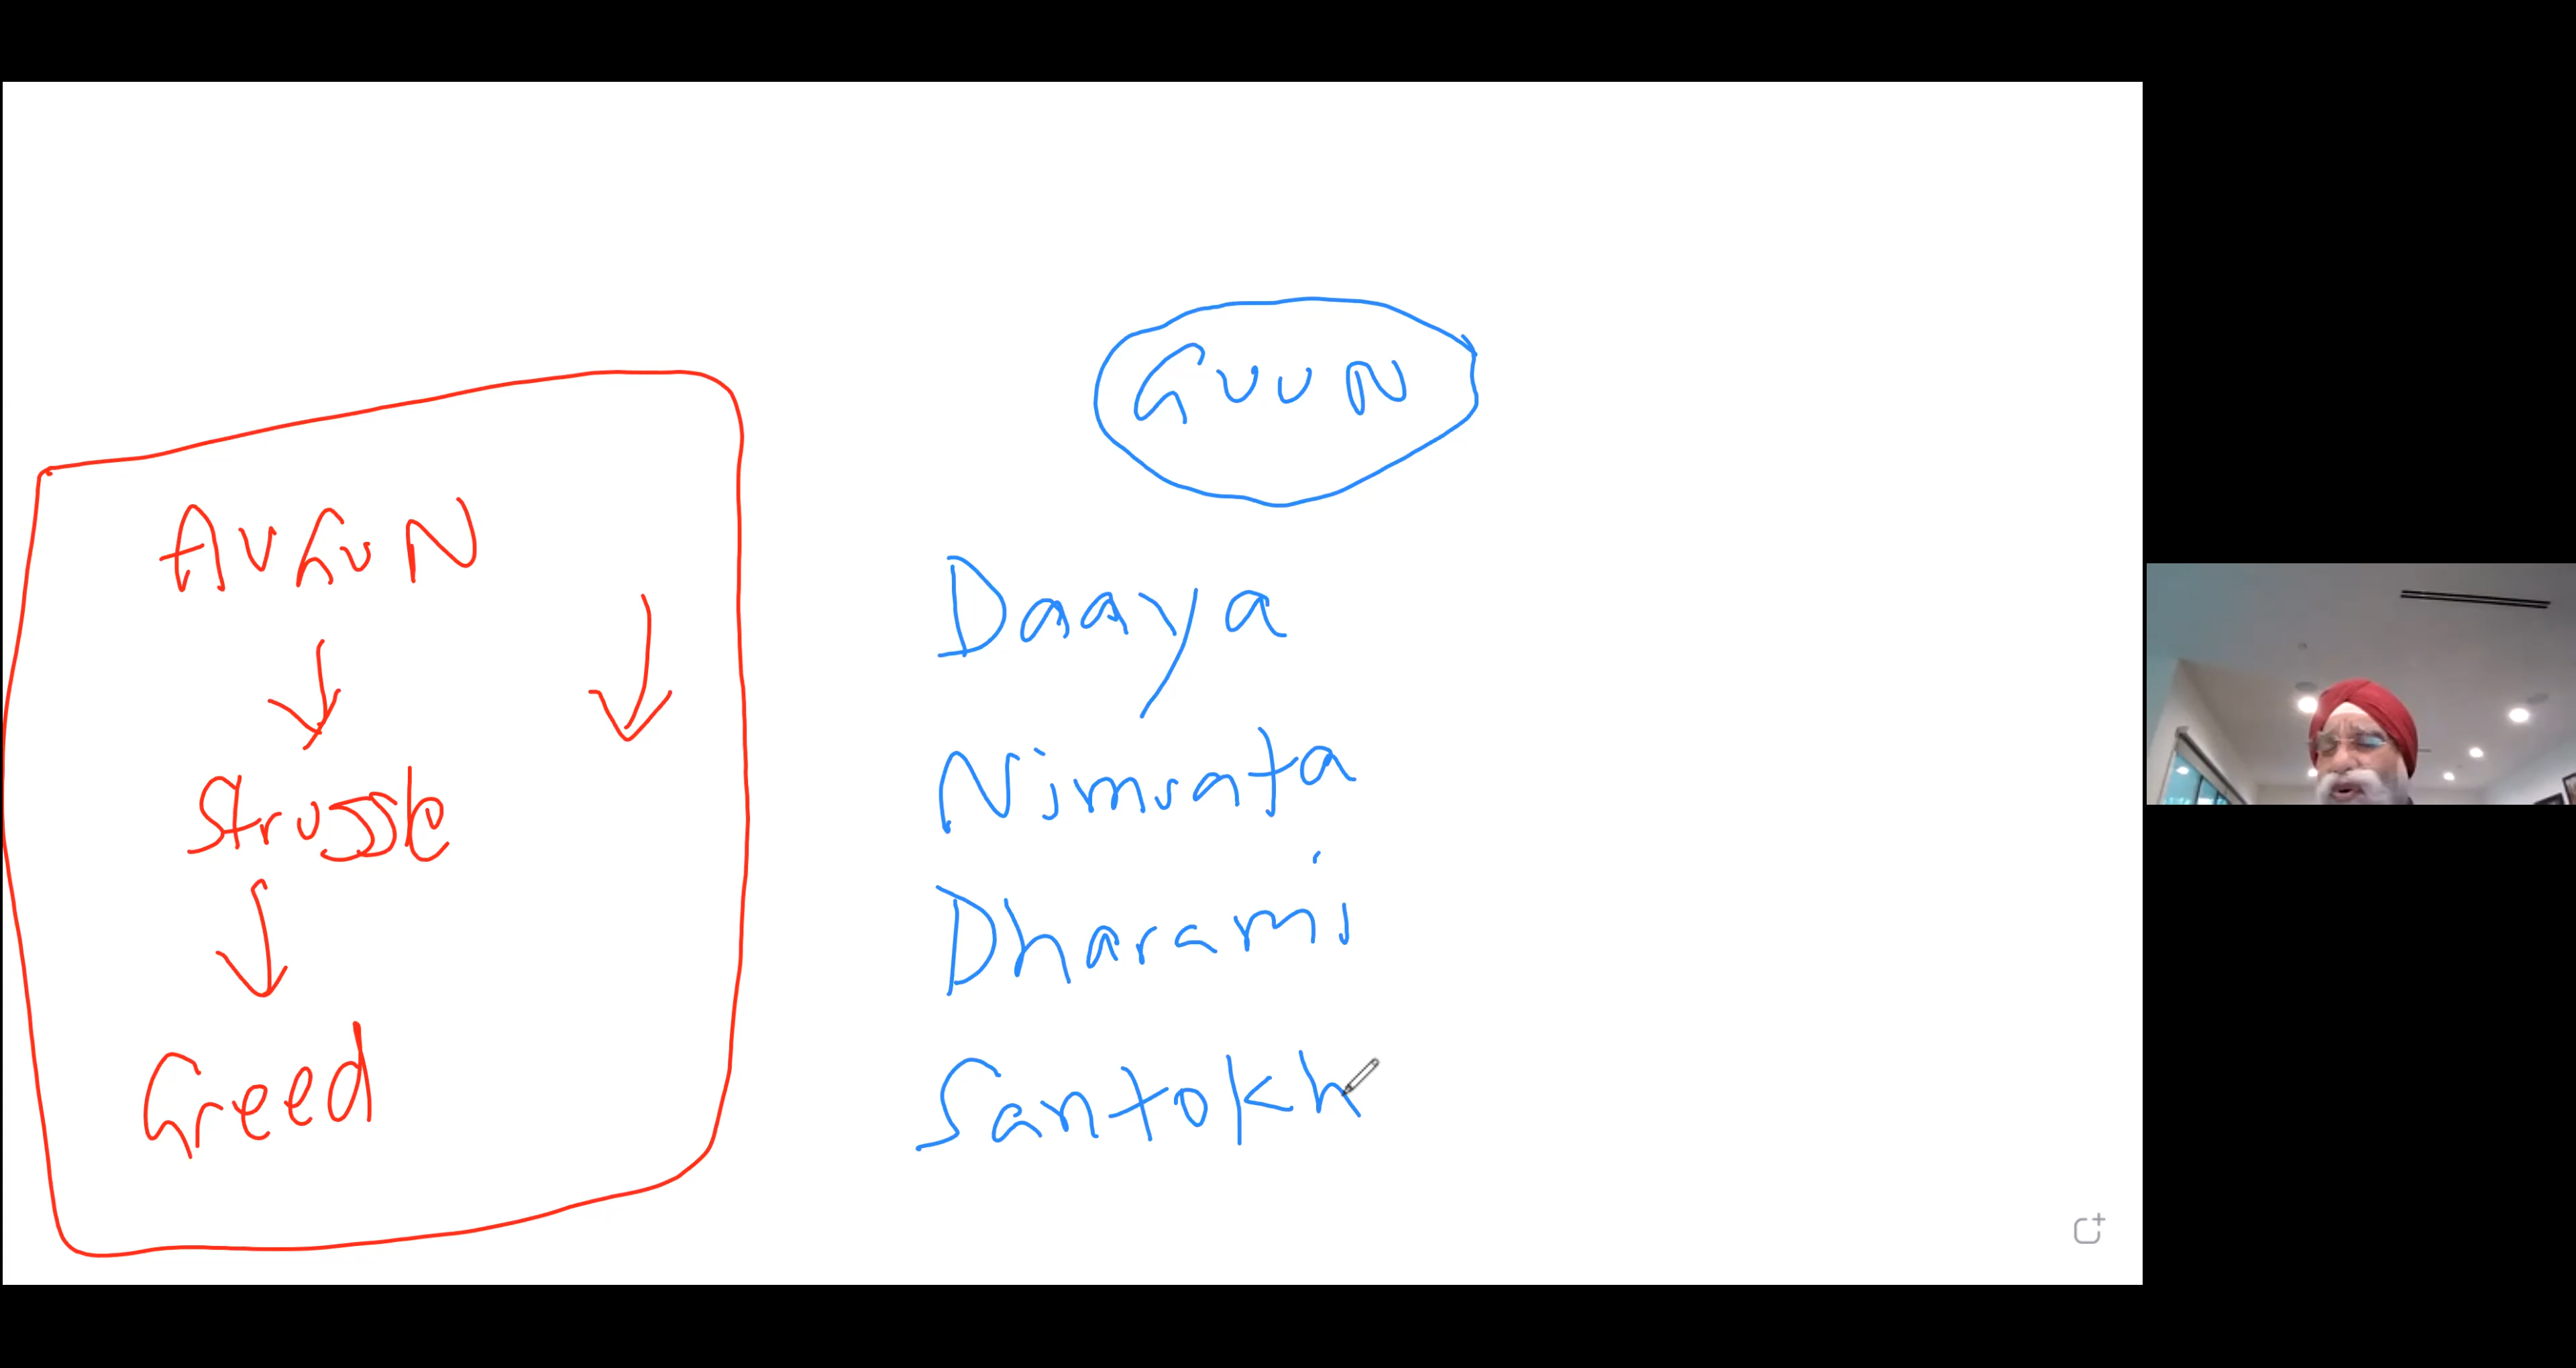 AVGUN
Struggle
Greed
GUUN
Daaya
Nimrata
Dharami
Santokh